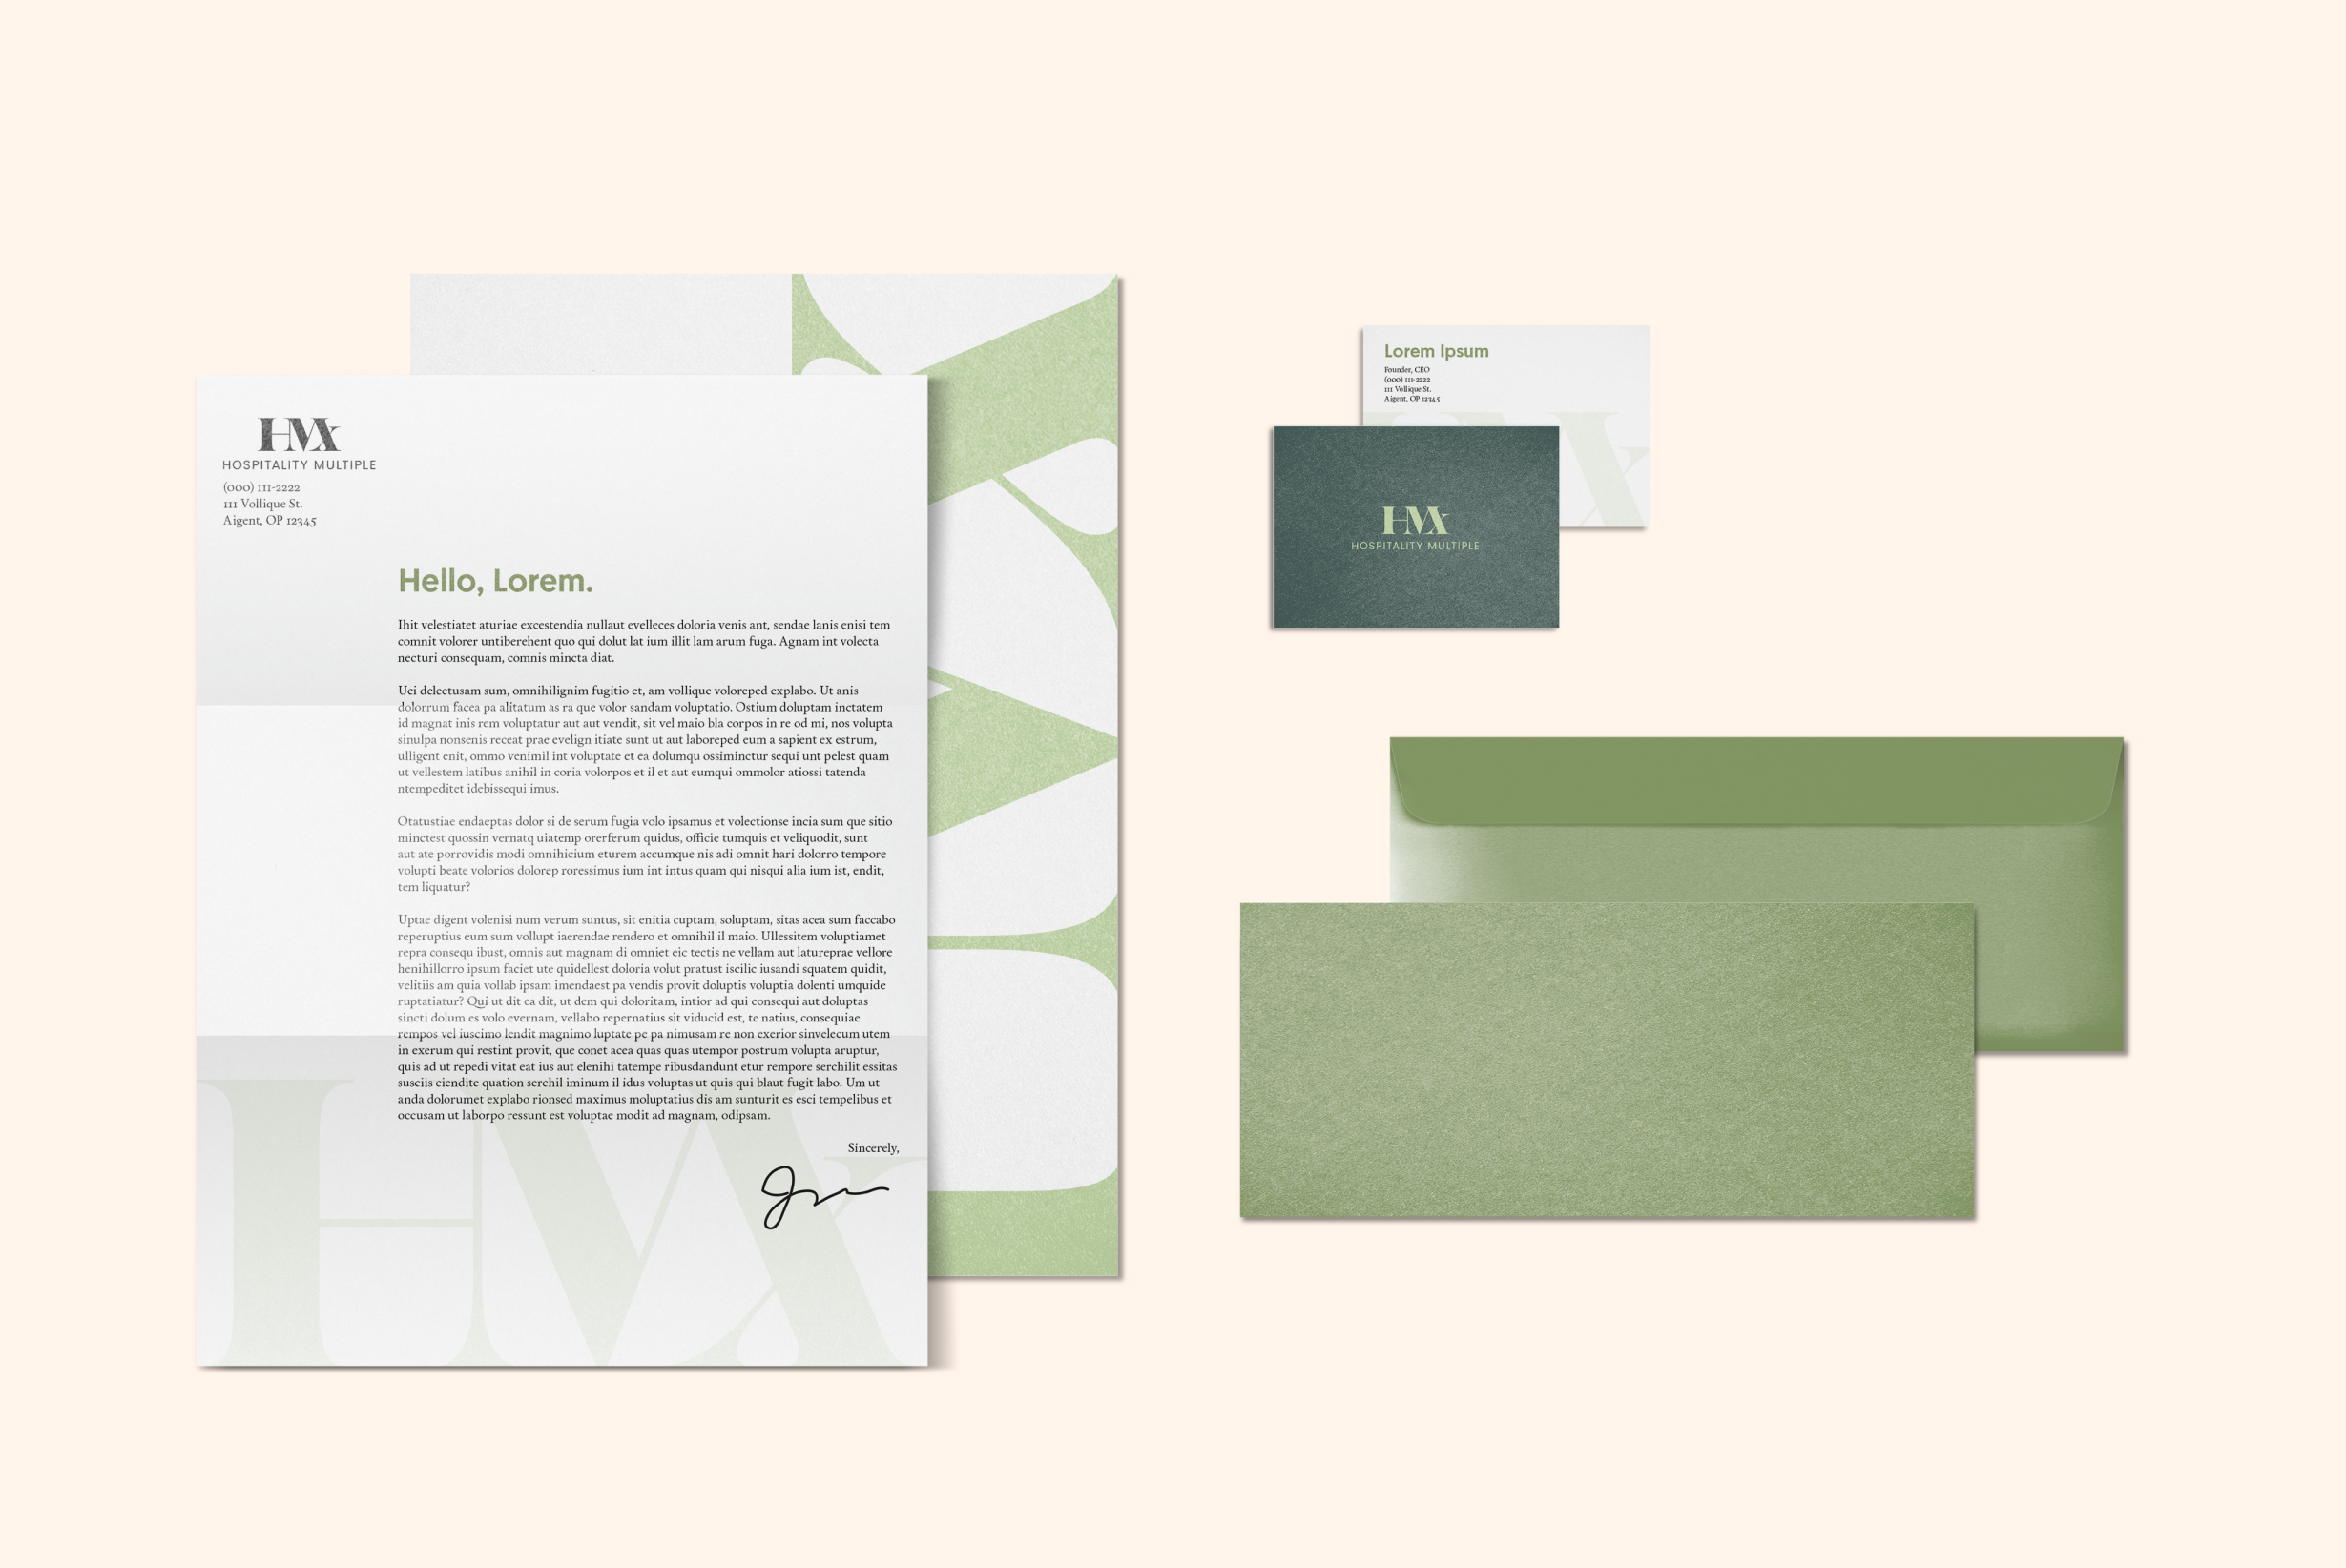 HMx
HOSPITALITY MULTIPLE
(000) 111-2222
111 Vollique St.
Aigent, OP 12345
Hello, Lorem.
Ihit velestiatet aturiae excestendia nullaut evelleces doloria venis ant, sendae lanis enisi tem
comnit volorer untiberehent quo qui dolut lat ium illit lam arum fuga. Agnam int volecta
necturi consequam, comnis mincta diat.
Uci delectusam sum, omnihilignim fugitio et, am vollique voloreped explabo. Ut anis
dolorrum facea pa alitatum as ra que volor sandam voluptatio. Ostium doluptam inctatem
id magnat inis rem voluptatur aut aut vendit, sit vel maio bla corpos in re od mi, nos volupta
sinulpa nonsenis receat prae evelign itiate sunt ut aut laboreped eum a sapient ex estrum,
ulligent enit, ommo venimil int voluptate et ea dolumqu ossiminctur sequi unt pelest quam
ut vellestem latibus anihil in coria volorpos et il et aut eumqui ommolor atiossi tatenda
ntempeditet idebissequi imus.
Otatustiae endaeptas dolor si de serum fugia volo ipsamus et volectionse incia sum que sitio
minctest quossin vernatq uiatemp orerferum quidus, officie tumquis et veliquodit, sunt
aut ate porrovidis modi omnihicium eturem accumque nis adi omnit hari dolorro tempore
volupti beate volorios dolorep roressimus ium int intus quam qui nisqui alia ium ist, endit,
tem liquatur?
Uptae digent volenisi num verum suntus, sit enitia cuptam, soluptam, sitas acea sum faccabo
reperuptius eum sum vollupt iaerendae rendero et omnihil il maio. Ullessitem voluptiamet
repra consequ ibust, omnis aut magnam di omniet eic tectis ne vellam aut latureprae vellore
henihillorro ipsum faciet ute quidellest doloria volut pratust iscilic iusandi squatem quidit,
velitiis am quia vollab ipsam imendaest pa vendis provit doluptis voluptia dolenti umquide
ruptatiatur? Qui ut dit ea dit, ut dem qui doloritam, intior ad qui consequi aut doluptas
sincti dolum es volo evernam, vellabo repernatius sit viducid est, te natius, consequiae
rempos vel iuscimo lendit magnimo luptate pe pa nimusam re non exerior sinvelecum utem
in exerum qui restint provit, que conet acea quas quas utempor postrum volupta aruptur,
quis ad ut repedi vitat eat ius aut elenihi tatempe ribusdandunt etur rempore serchilit essitas
susciis ciendite quation serchil iminum il idus voluptas ut quis qui blaut fugit labo. Um ut
anda dolorumet explabo rionsed maximus moluptatius dis am sunturit es esci tempelibus et
occusam ut laborpo ressunt est voluptae modit ad magnam, odipsam.
Sincerely,
HMx
Lorem Ipsum
Founder, CEO
(000) 111-2222
111 Vollique St.
Aigent, OP 12345
HMx
HOSPITALITY MULTIPLE